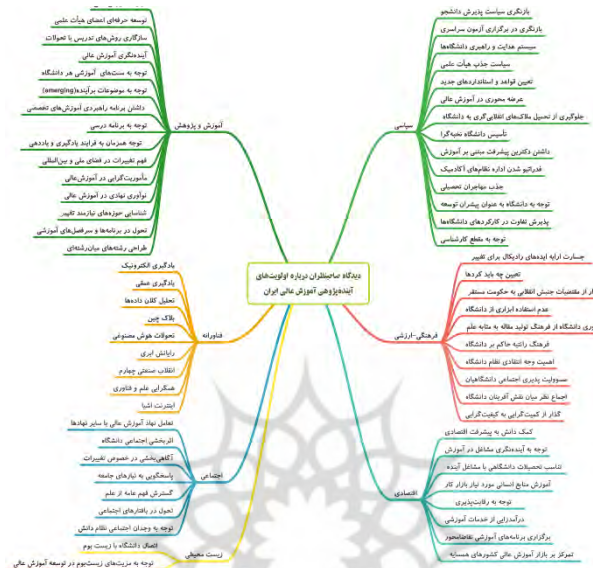 دیدگاه صاحبنظران درباره اولویت‌های
آینده‌پژوهی آموزش عالی ایران
سیاسی
بازنگری سیاست پذیرش دانشجو
بازنگری در برگزاری آزمون سراسری
سیستم هدایت و راهبری دانشگاه‌ها
سیاست جذب هیأت علمی
تعیین قواعد و استانداردهای جدید
عرضه محوری در آموزش عالی
جلوگیری از تحمیل ملاک‌های انقلابی‌گری به دانشگاه
تأسیس دانشگاه نخبه‌گرا
داشتن دکترین پیشرفت مبتنی بر آموزش
فدراتیو شدن اداره نظام‌های آکادمیک
جذب مهاجران تحصیلی
توجه به دانشگاه به عنوان پیشران توسعه
پذیرش تفاوت در کارکردهای دانشگاه‌ها
توجه به مقطع کارشناسی
فرهنگی-ارزشی
جسارت ارایه ایده‌های رادیکال برای تغییر
تعیین چه باید کردها
از مقتضیات جنبش انقلابی به حکومت مستقر
عدم استفاده ابزاری از دانشگاه
دانشگاه از فرهنگ تولید مقاله به مثابه علم
فرهنگ رانتیه حاکم بر دانشگاه
اهمیت وجه انتقادی نظام دانشگاه
مسوولیت پذیری اجتماعی دانشگاهیان
اجماع نظر میان نقش آفرینان دانشگاه
گذار از کمیت‌گرایی به کیفیت‌گرایی
اقتصادی
کمک دانش به پیشرفت اقتصادی
توجه به آینده‌نگری مشاغل در آموزش
تناسب تحصیلات دانشگاهی با مشاغل آینده
آموزش منابع انسانی مورد نیاز بازار کار
توجه به رقابت‌پذیری
درآمدزایی از خدمات آموزشی
برگزاری برنامه‌های آموزشی تقاضامحور
تمرکز بر بازار آموزش عالی کشورهای همسایه
آموزش و پژوهش
توسعه حرفه‌ای اعضای هیأت علمی
سازگاری روش‌های تدریس با تحولات
آینده‌نگری آموزش عالی
توجه به سنت‌های آموزشی هر دانشگاه
توجه به موضوعات برآینده(emerging)
داشتن برنامه راهبردی آموزش‌های تخصصی
توجه به برنامه درسی
توجه همزمان به فرایند یادگیری و یاددهی
فهم تغییرات در فضای ملی و بین‌المللی
مأموریت‌گرایی در آموزش‌عالی
نوآوری نهادی در آموزش عالی
شناسایی حوزه‌های نیازمند تغییر
تحول در برنامه‌ها و سرفصل‌های آموزشی
طراحی رشته‌های میان‌رشته‌ای
فناورانه
یادگیری الکترونیک
یادگیری عمقی
تحلیل کلان داده‌ها
بلاک چین
تحولات هوش مصنوعی
رایانش ابری
انقلاب صنعتی چهارم
همگرایی علم و فناوری
اینترنت اشیا
اجتماعی
تعامل نهاد آموزش عالی با سایر نهادها
اثربخشی اجتماعی دانشگاه
آگاهی‌بخشی در خصوص تغییرات
پاسخگویی به نیازهای جامعه
گسترش فهم عامه از علم
تحول در رفتارهای اجتماعی
توجه به وجدان اجتماعی نظام دانش
زیست محیطی
اتصال دانشگاه با زیست بوم
توجه به مزیت‌های زیست‌بوم در توسعه آموزش عالی